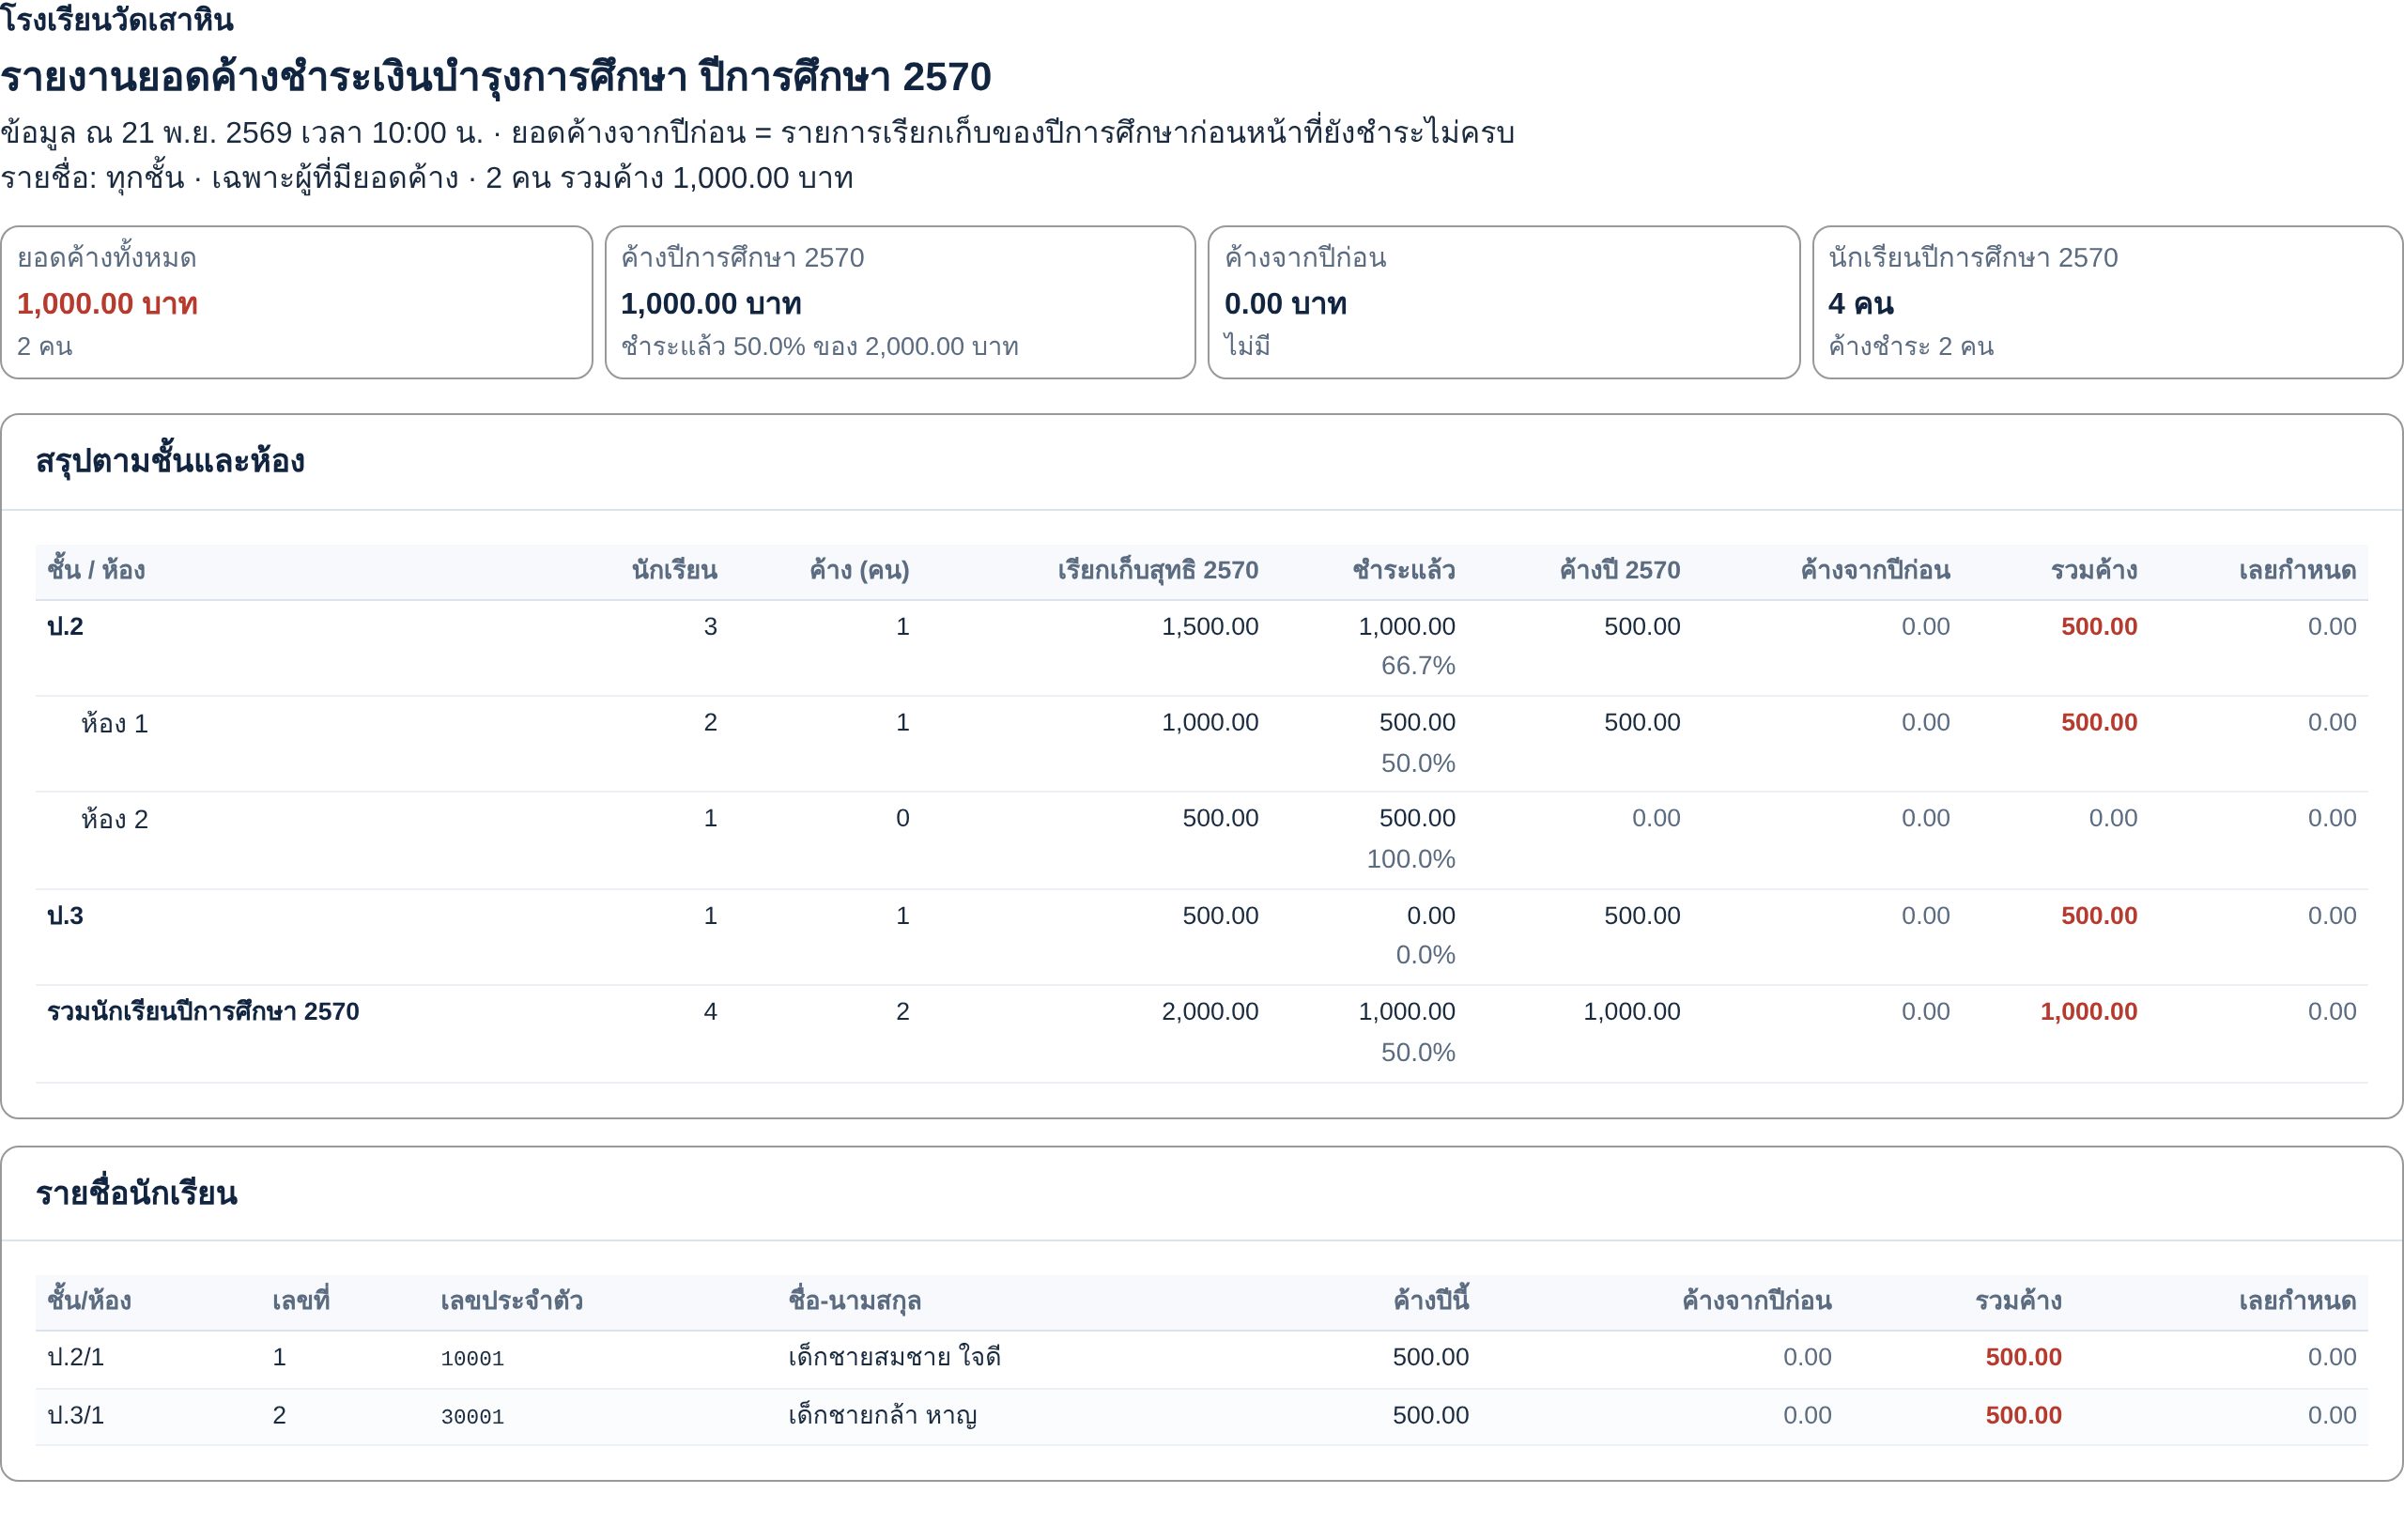 โรงเรียนวัดเสาหิน
รายงานยอดค้างชำระเงินบำรุงการศึกษา ปีการศึกษา 2570
ข้อมูล ณ 21 พ.ย. 2569 เวลา 10:00 น. · ยอดค้างจากปีก่อน = รายการเรียกเก็บของปีการศึกษาก่อนหน้าที่ยังชำระไม่ครบ
รายชื่อ: ทุกชั้น · เฉพาะผู้ที่มียอดค้าง · 2 คน รวมค้าง 1,000.00 บาท
ยอดค้างทั้งหมด
1,000.00 บาท
2 คน
ค้างปีการศึกษา 2570
1,000.00 บาท
ชำระแล้ว 50.0% ของ 2,000.00 บาท
ค้างจากปีก่อน
0.00 บาท
ไม่มี
นักเรียนปีการศึกษา 2570
4 คน
ค้างชำระ 2 คน
สรุปตามชั้นและห้อง
ชั้น / ห้อง นักเรียน ค้าง (คน) เรียกเก็บสุทธิ 2570 ชำระแล้ว ค้างปี 2570 ค้างจากปีก่อน รวมค้าง เลยกำหนด
ป.2 3 1 1,500.00 1,000.00 500.00 0.00 500.00 0.00
66.7%
ห้อง 1 2 1 1,000.00 500.00 500.00 0.00 500.00 0.00
50.0%
ห้อง 2 1 0 500.00 500.00 0.00 0.00 0.00 0.00
100.0%
ป.3 1 1 500.00 0.00 500.00 0.00 500.00 0.00
0.0%
รวมนักเรียนปีการศึกษา 2570 4 2 2,000.00 1,000.00 1,000.00 0.00 1,000.00 0.00
50.0%
รายชื่อนักเรียน
ชั้น/ห้อง เลขที่ เลขประจำตัว ชื่อ-นามสกุล ค้างปีนี้ ค้างจากปีก่อน รวมค้าง เลยกำหนด
ป.2/1 1 10001 เด็กชายสมชาย ใจดี 500.00 0.00 500.00 0.00
ป.3/1 2 30001 เด็กชายกล้า หาญ 500.00 0.00 500.00 0.00